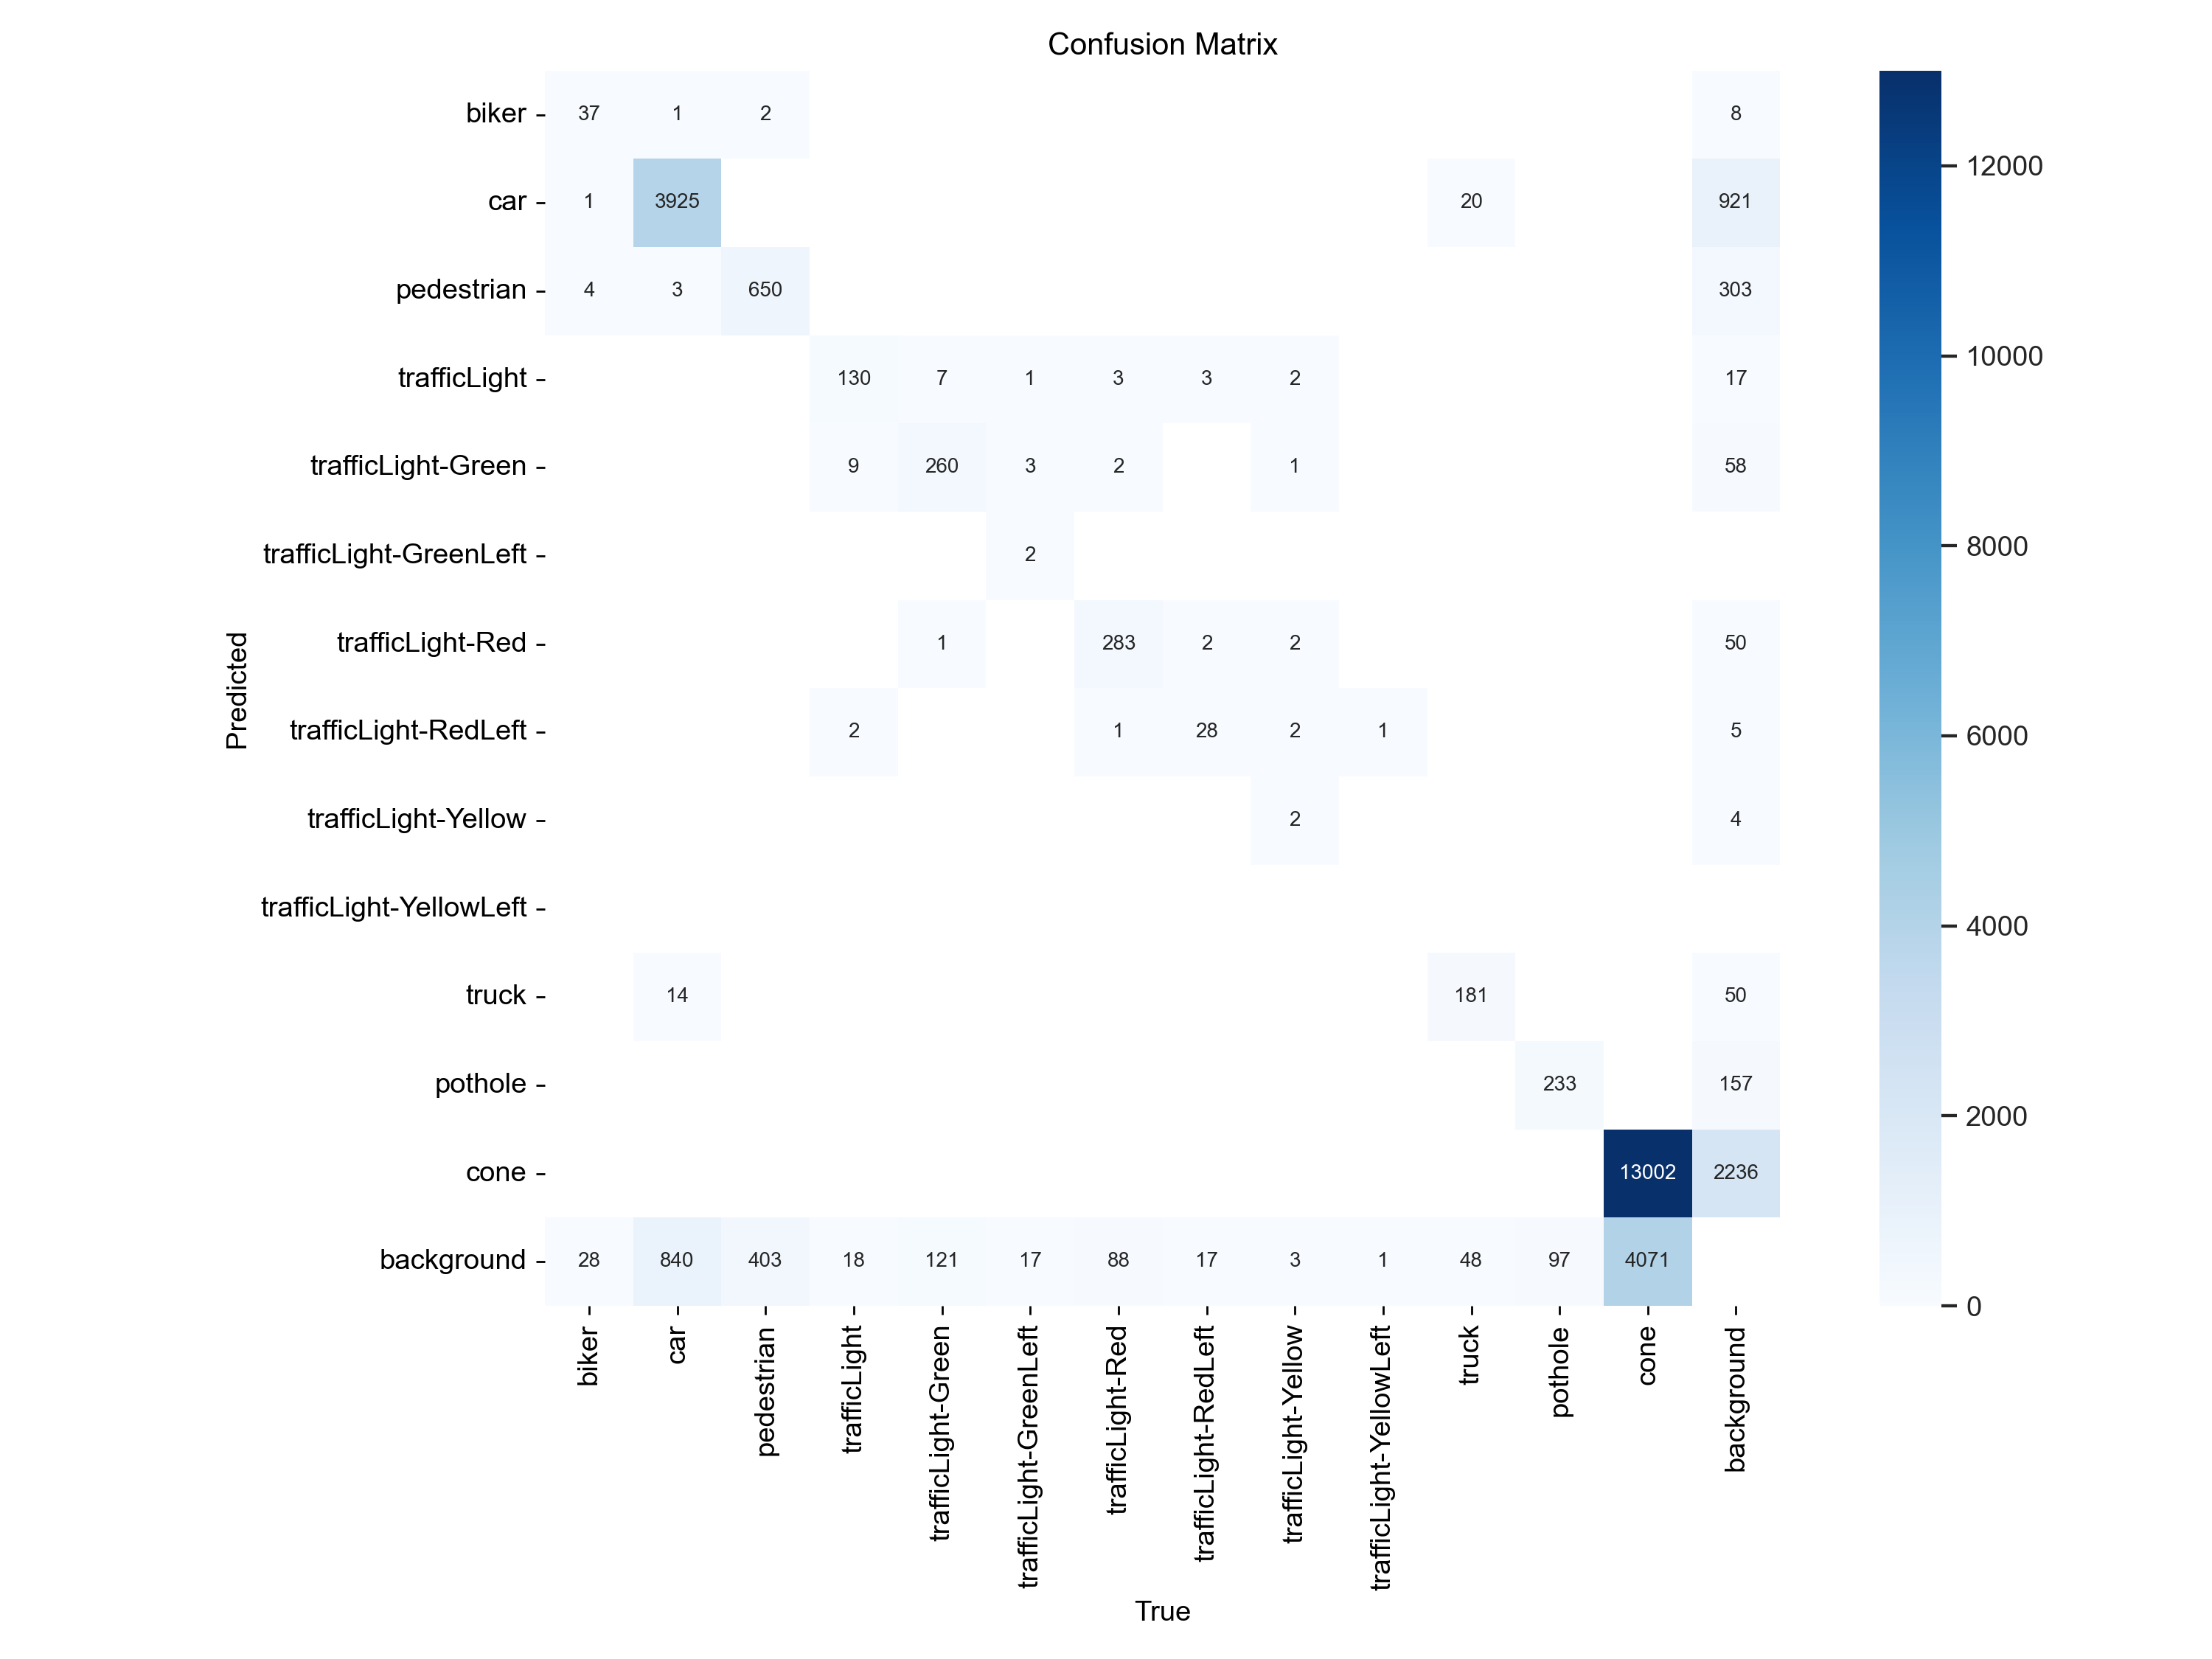 Confusion Matrix
biker 37 1 2 8
car 1 3925 20 921
12000
pedestrian 4 3 650 303
10000
trafficLight 130 7 1 3 3 2 17
trafficLight-Green 9 260 3 2 1 58
8000
trafficLight-GreenLeft 2
Predicted
trafficLight-Red 1 283 2 2 50
trafficLight-RedLeft 2 1 28 2 1 5
6000
trafficLight-Yellow 2 4
trafficLight-YellowLeft
4000
truck 14 181 50
pothole 233 157
2000
cone 13002 2236
background 28 840 403 18 121 17 88 17 3 1 48 97 4071
0
biker
car
pedestrian
trafficLight
trafficLight-Green
trafficLight-GreenLeft
trafficLight-Red
trafficLight-RedLeft
trafficLight-Yellow
trafficLight-YellowLeft
truck
pothole
cone
background
True